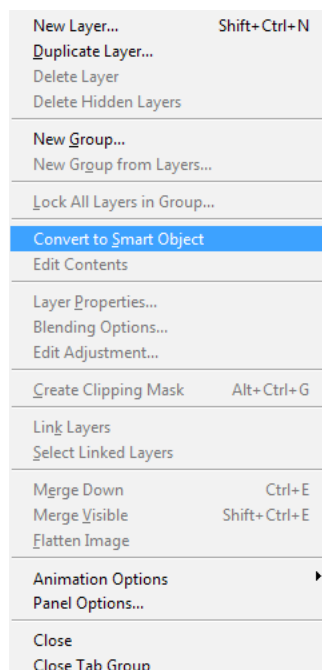 New Layer... Shift+Ctrl+N
Duplicate Layer...
Delete Layer
Delete Hidden Layers
New Group...
New Group from Layers...
Lock All Layers in Group...
Convert to Smart Object
Edit Contents
Layer Properties...
Blending Options...
Edit Adjustment...
Create Clipping Mask Alt+Ctrl+G
Link Layers
Select Linked Layers
Merge Down Ctrl+E
Merge Visible Shift+Ctrl+E
Flatten Image
Animation Options
Panel Options...
Close
Close Tab Group